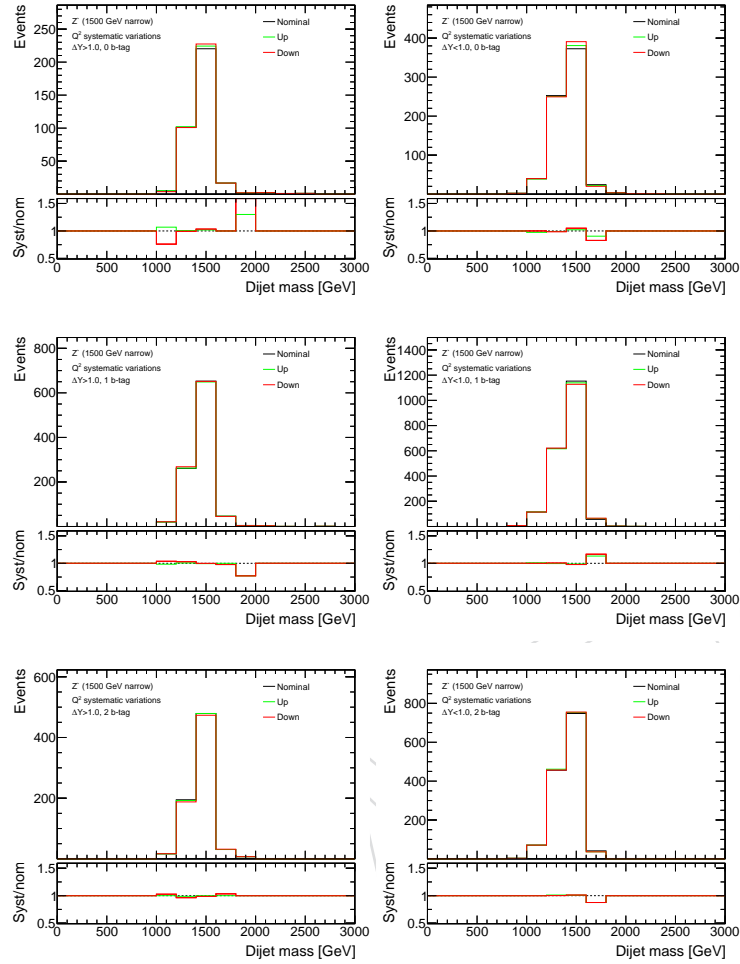 Events
250
200
150
100
50
Z` (1500 GeV narrow)
Q² systematic variations
ΔY>1.0, 0 b-tag
Nominal
Up
Down
Syst/nom
1.5
1
0.5
0 500 1000 1500 2000 2500 3000
Dijet mass [GeV]
Events
400
300
200
100
Z` (1500 GeV narrow)
Q² systematic variations
ΔY<1.0, 0 b-tag
Nominal
Up
Down
Syst/nom
1.5
1
0.5
0 500 1000 1500 2000 2500 3000
Dijet mass [GeV]
Events
800
600
400
200
Z` (1500 GeV narrow)
Q² systematic variations
ΔY>1.0, 1 b-tag
Nominal
Up
Down
Syst/nom
1.5
1
0.5
0 500 1000 1500 2000 2500 3000
Dijet mass [GeV]
Events
1400
1200
1000
800
600
400
200
Z` (1500 GeV narrow)
Q² systematic variations
ΔY<1.0, 1 b-tag
Nominal
Up
Down
Syst/nom
1.5
1
0.5
0 500 1000 1500 2000 2500 3000
Dijet mass [GeV]
Events
600
400
200
Z` (1500 GeV narrow)
Q² systematic variations
ΔY>1.0, 2 b-tag
Nominal
Up
Down
Syst/nom
1.5
1
0.5
0 500 1000 1500 2000 2500 3000
Dijet mass [GeV]
Events
800
600
400
200
Z` (1500 GeV narrow)
Q² systematic variations
ΔY<1.0, 2 b-tag
Nominal
Up
Down
Syst/nom
1.5
1
0.5
0 500 1000 1500 2000 2500 3000
Dijet mass [GeV]